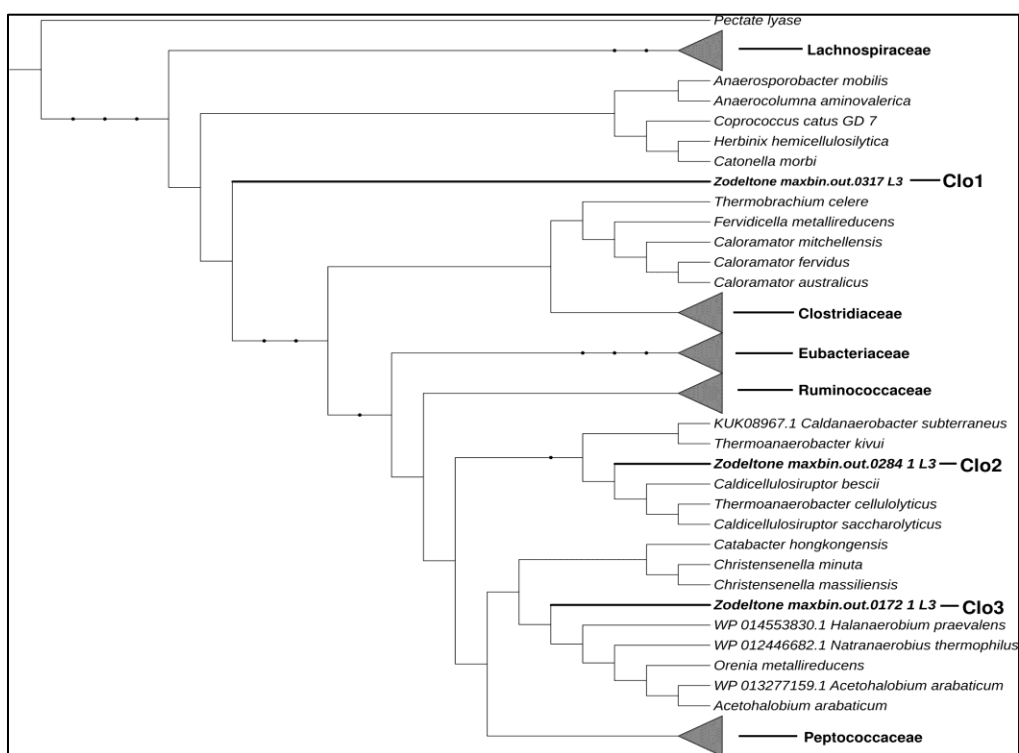 Pectate lyase
Lachnospiraceae
Anaerosporobacter mobilis
Anaerocolumna aminovalerica
Coprococcus catus GD 7
Herbinix hemicellulosilytica
Catonella morbi
Zodeltone maxbin.out.0317 L3 Clo1
Thermobrachium celere
Fervidicella metallireducens
Caloramator mitchellensis
Caloramator fervidus
Caloramator australicus
Clostridiaceae
Eubacteriaceae
Ruminococcaceae
KUK08967.1 Caldanaerobacter subterraneus
Thermoanaerobacter kivui
Zodeltone maxbin.out.0284 1 L3 Clo2
Caldicellulosiruptor bescii
Thermoanaerobacter cellulolyticus
Caldicellulosiruptor saccharolyticus
Catabacter hongkongensis
Christensenella minuta
Christensenella massiliensis
Zodeltone maxbin.out.0172 1 L3 Clo3
WP 014553830.1 Halanaerobium praevalens
WP 012446682.1 Natranaerobius thermophilus
Orenia metallireducens
WP 013277159.1 Acetohalobium arabaticum
Acetohalobium arabaticum
Peptococcaceae